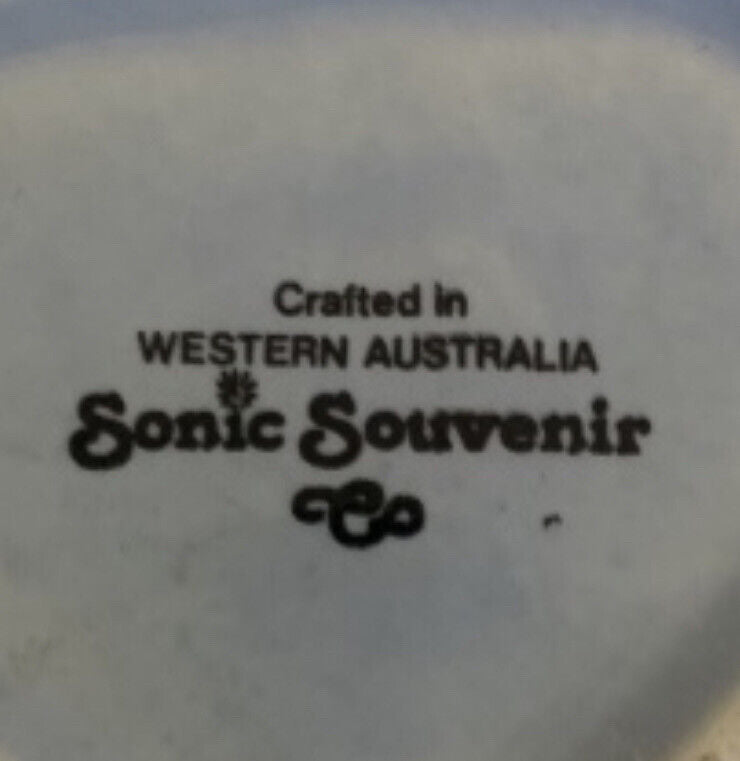 Crafted in
WESTERN AUSTRALIA
Sonic Souvenir
Co